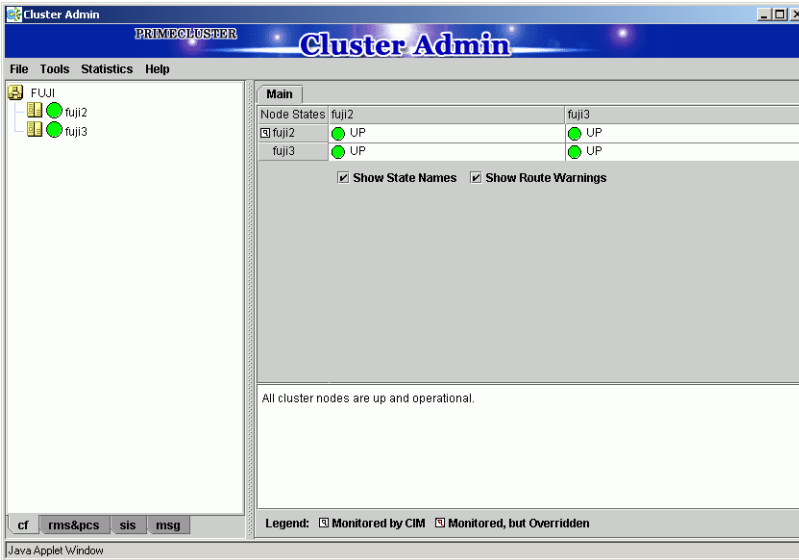 Cluster Admin
PRIMECLUSTER
Cluster Admin
File Tools Statistics Help
FUJI
fuji2
fuji3
Main
Node States fuji2 fuji3
fuji2 UP UP
fuji3 UP UP
Show State Names Show Route Warnings
All cluster nodes are up and operational.
cf rms&pcs sis msg
Legend: Monitored by CIM Monitored, but Overridden
Java Applet Window